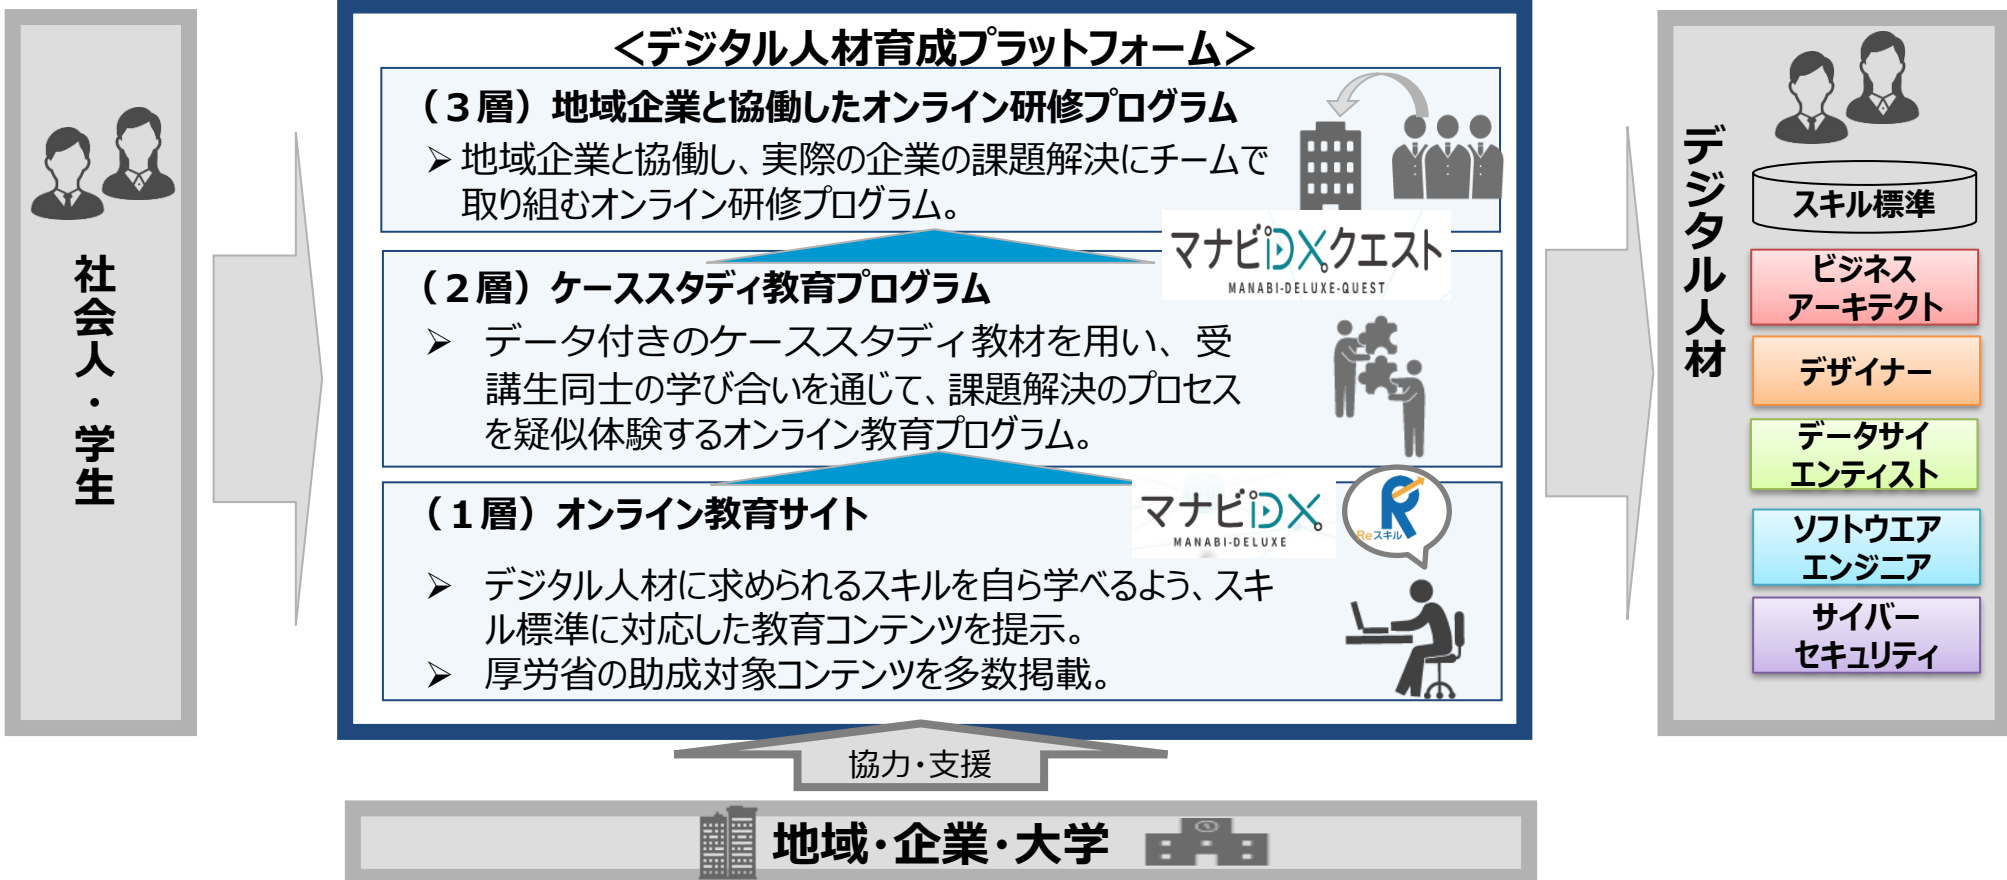 社会人・学生
＜デジタル人材育成プラットフォーム＞
（３層）地域企業と協働したオンライン研修プログラム
➢ 地域企業と協働し、実際の企業の課題解決にチームで
取り組むオンライン研修プログラム。
マナビDXクエスト
MANABI-DELUXE-QUEST
（２層）ケーススタディ教育プログラム
➢ データ付きのケーススタディ教材を用い、受
講生同士の学び合いを通じて、課題解決のプロセス
を疑似体験するオンライン教育プログラム。
（１層）オンライン教育サイト
マナビDX
MANABI-DELUXE
R
Reスキル
➢ デジタル人材に求められるスキルを自ら学べるよう、スキ
ル標準に対応した教育コンテンツを提示。
➢ 厚労省の助成対象コンテンツを多数掲載。
協力・支援
地域・企業・大学
デジタル人材
スキル標準
ビジネス
アーキテクト
デザイナー
データサイ
エンティスト
ソフトウエア
エンジニア
サイバー
セキュリティ